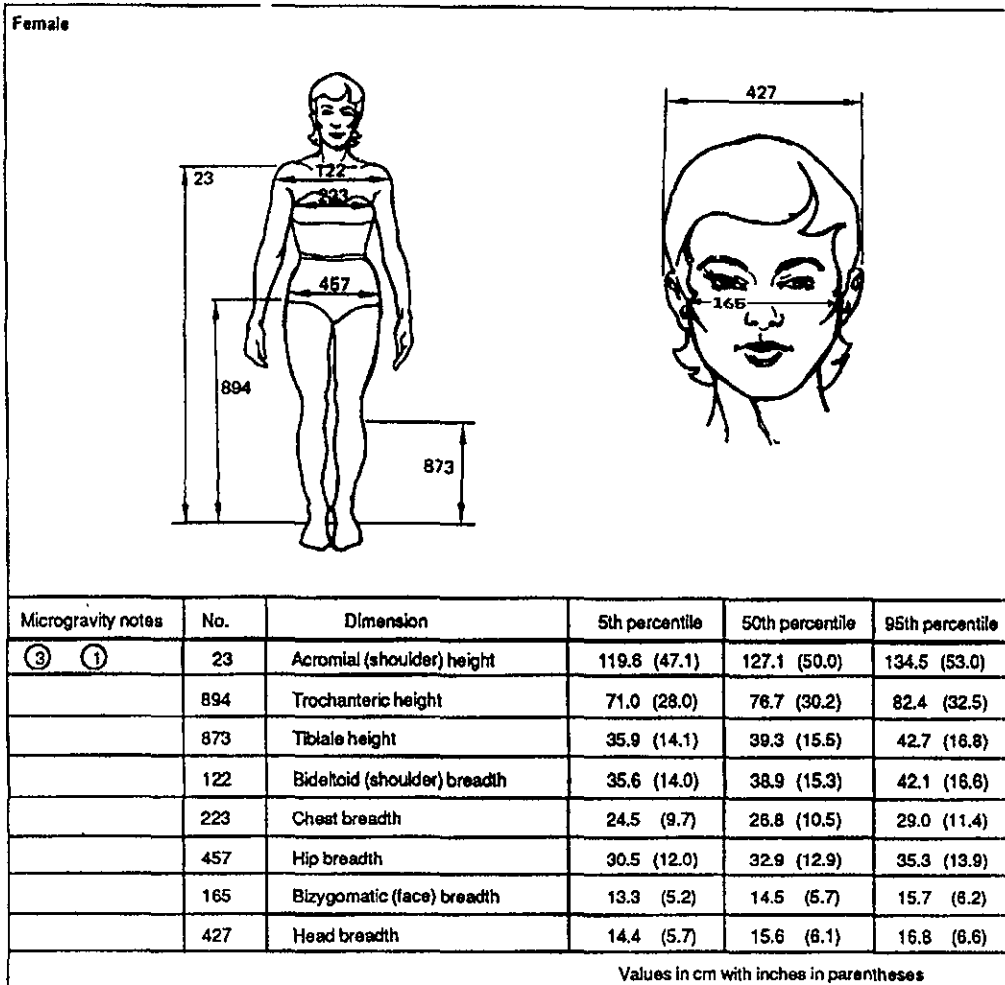 Female
427
23
122
223
457
165
894
873
Microgravity notes No. Dimension 5th percentile 50th percentile 95th percentile
③ ① 23 Acromial (shoulder) height 119.6 (47.1) 127.1 (50.0) 134.5 (53.0)
894 Trochanteric height 71.0 (28.0) 76.7 (30.2) 82.4 (32.5)
873 Tibiale height 35.9 (14.1) 39.3 (15.5) 42.7 (16.8)
122 Bideltoid (shoulder) breadth 35.6 (14.0) 38.9 (15.3) 42.1 (16.6)
223 Chest breadth 24.5 (9.7) 26.8 (10.5) 29.0 (11.4)
457 Hip breadth 30.5 (12.0) 32.9 (12.9) 35.3 (13.9)
165 Bizygomatic (face) breadth 13.3 (5.2) 14.5 (5.7) 15.7 (6.2)
427 Head breadth 14.4 (5.7) 15.6 (6.1) 16.8 (6.6)
Values in cm with inches in parentheses